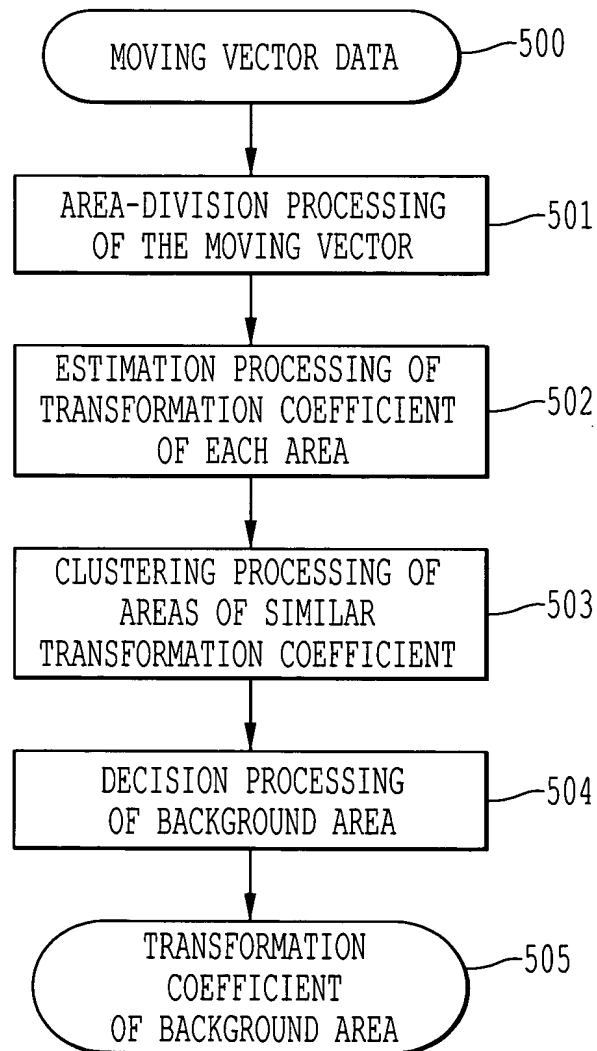 MOVING VECTOR DATA
500
AREA-DIVISION PROCESSING
OF THE MOVING VECTOR
501
ESTIMATION PROCESSING OF
TRANSFORMATION COEFFICIENT
OF EACH AREA
502
CLUSTERING PROCESSING OF
AREAS OF SIMILAR
TRANSFORMATION COEFFICIENT
503
DECISION PROCESSING
OF BACKGROUND AREA
504
TRANSFORMATION
COEFFICIENT
OF BACKGROUND AREA
505